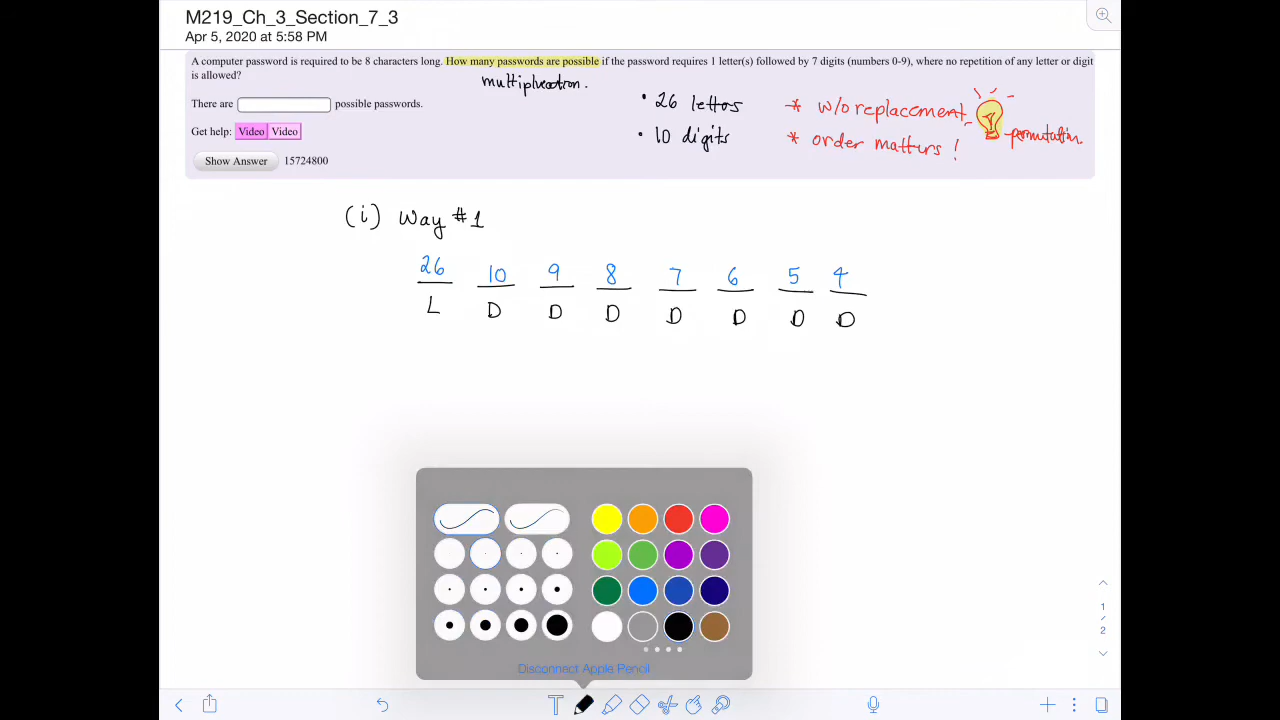 M219_Ch_3_Section_7_3
Apr 5, 2020 at 5:58 PM
A computer password is required to be 8 characters long. How many passwords are possible if the password requires 1 letter(s) followed by 7 digits (numbers 0-9), where no repetition of any letter or digit
is allowed?
multiplication.
There are possible passwords.
Get help: Video Video
Show Answer 15724800
• 26 letters
• 10 digits
* w/o replacement
* order matters !
permutation
(i) Way #1
26 10 9 8 7 6 5 4
L D D D D D D D
Disconnect Apple Pencil
1
/
2
T